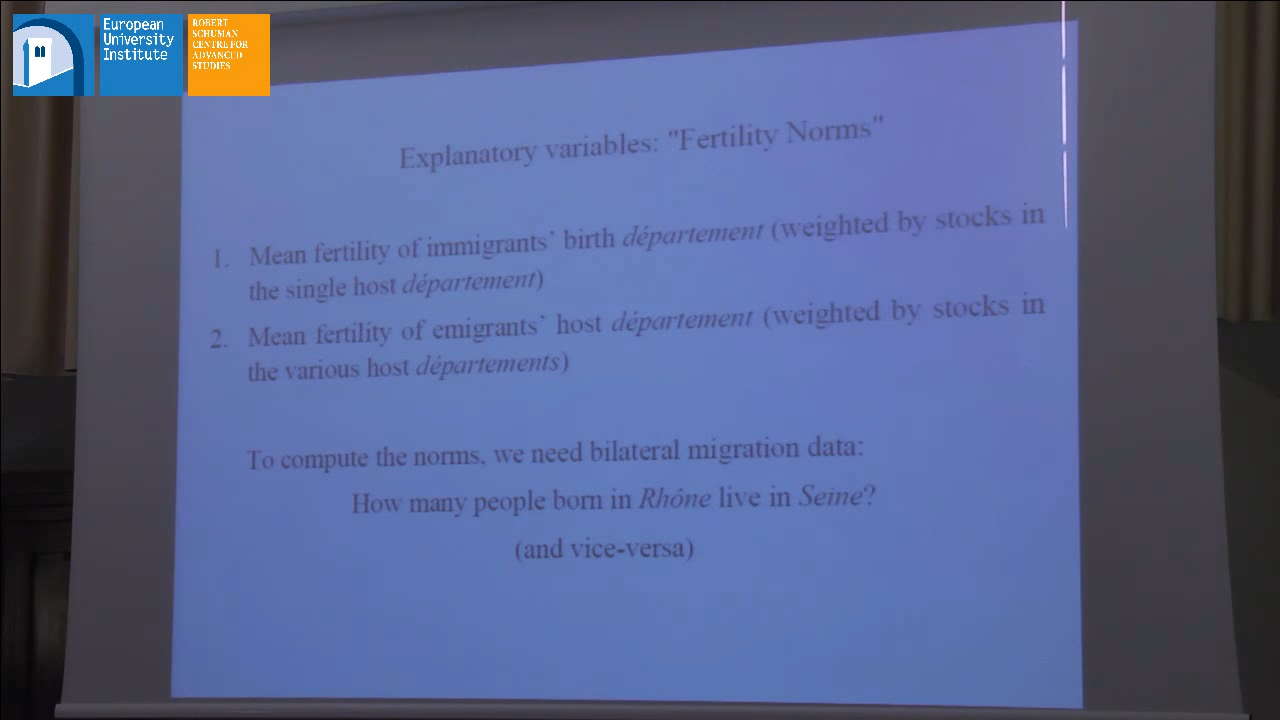 European
University
Institute
ROBERT
SCHUMAN
CENTRE FOR
ADVANCED
STUDIES
Explanatory variables: "Fertility Norms"
1. Mean fertility of immigrants` birth département (weighted by stocks in
the single host département)
2. Mean fertility of emigrants` host département (weighted by stocks in
the various host départements)
To compute the norms, we need bilateral migration data:
How many people born in Rhône live in Seine?
(and vice-versa)